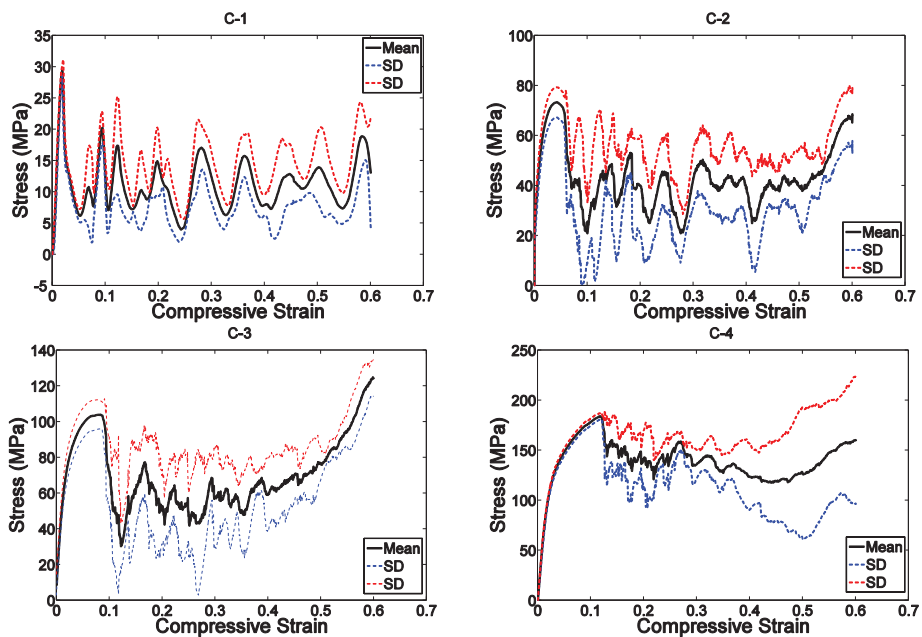 C-1
35
30
25
20
15
10
5
0
-5
Stress (MPa)
0 0.1 0.2 0.3 0.4 0.5 0.6 0.7
Compressive Strain
Mean
SD
SD
C-2
100
80
60
40
20
0
Stress (MPa)
0 0.1 0.2 0.3 0.4 0.5 0.6 0.7
Compressive Strain
Mean
SD
SD
C-3
140
120
100
80
60
40
20
0
Stress (MPa)
0 0.1 0.2 0.3 0.4 0.5 0.6 0.7
Compressive Strain
Mean
SD
SD
C-4
250
200
150
100
50
0
Stress (MPa)
0 0.1 0.2 0.3 0.4 0.5 0.6 0.7
Compressive Strain
Mean
SD
SD